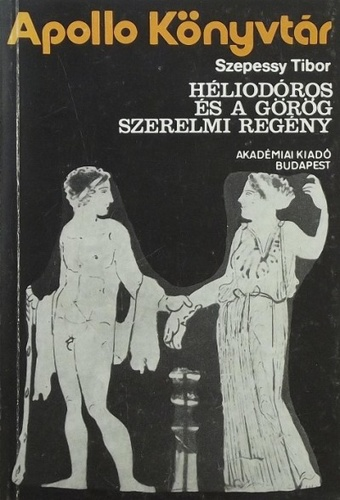 Apollo Könyvtár
Szepessy Tibor
HÉLIODÓROS
ÉS A GÖRÖG
SZERELMI REGÉNY
AKADÉMIAI KIADÓ
BUDAPEST